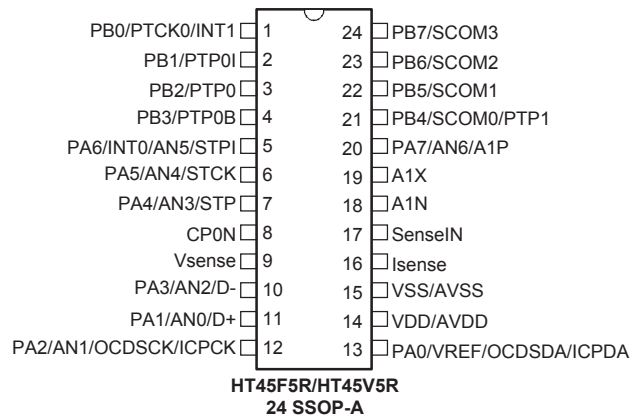 PB0/PTCK0/INT1 1 24 PB7/SCOM3
PB1/PTP0I 2 23 PB6/SCOM2
PB2/PTP0 3 22 PB5/SCOM1
PB3/PTP0B 4 21 PB4/SCOM0/PTP1
PA6/INT0/AN5/STPI 5 20 PA7/AN6/A1P
PA5/AN4/STCK 6 19 A1X
PA4/AN3/STP 7 18 A1N
CP0N 8 17 SenseIN
Vsense 9 16 Isense
PA3/AN2/D- 10 15 VSS/AVSS
PA1/AN0/D+ 11 14 VDD/AVDD
PA2/AN1/OCDSCK/ICPCK 12 13 PA0/VREF/OCDSDA/ICPDA
HT45F5R/HT45V5R
24 SSOP-A